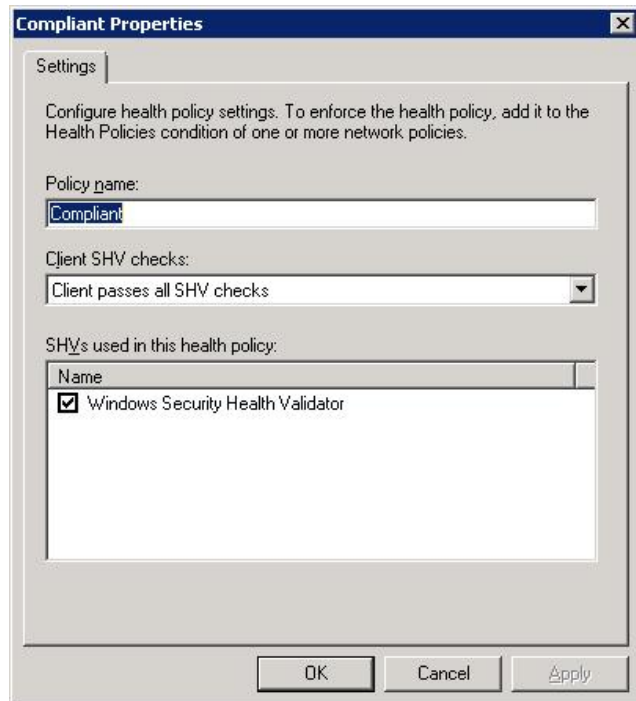 Compliant Properties
Settings
Configure health policy settings. To enforce the health policy, add it to the
Health Policies condition of one or more network policies.
Policy name:
Compliant
Client SHV checks:
Client passes all SHV checks
SHVs used in this health policy:
Name
Windows Security Health Validator
OK Cancel Apply